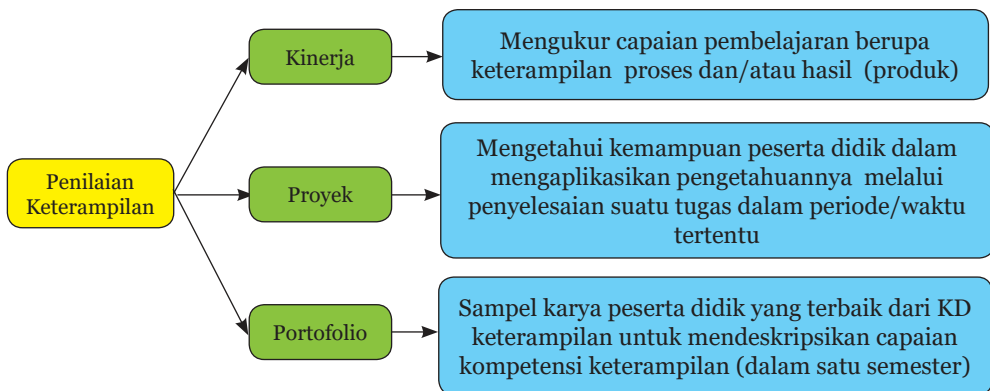 Penilaian
Keterampilan
Kinerja
Mengukur capaian pembelajaran berupa
keterampilan proses dan/atau hasil (produk)
Proyek
Mengetahui kemampuan peserta didik dalam
mengaplikasikan pengetahuannya melalui
penyelesaian suatu tugas dalam periode/waktu
tertentu
Portofolio
Sampel karya peserta didik yang terbaik dari KD
keterampilan untuk mendeskripsikan capaian
kompetensi keterampilan (dalam satu semester)